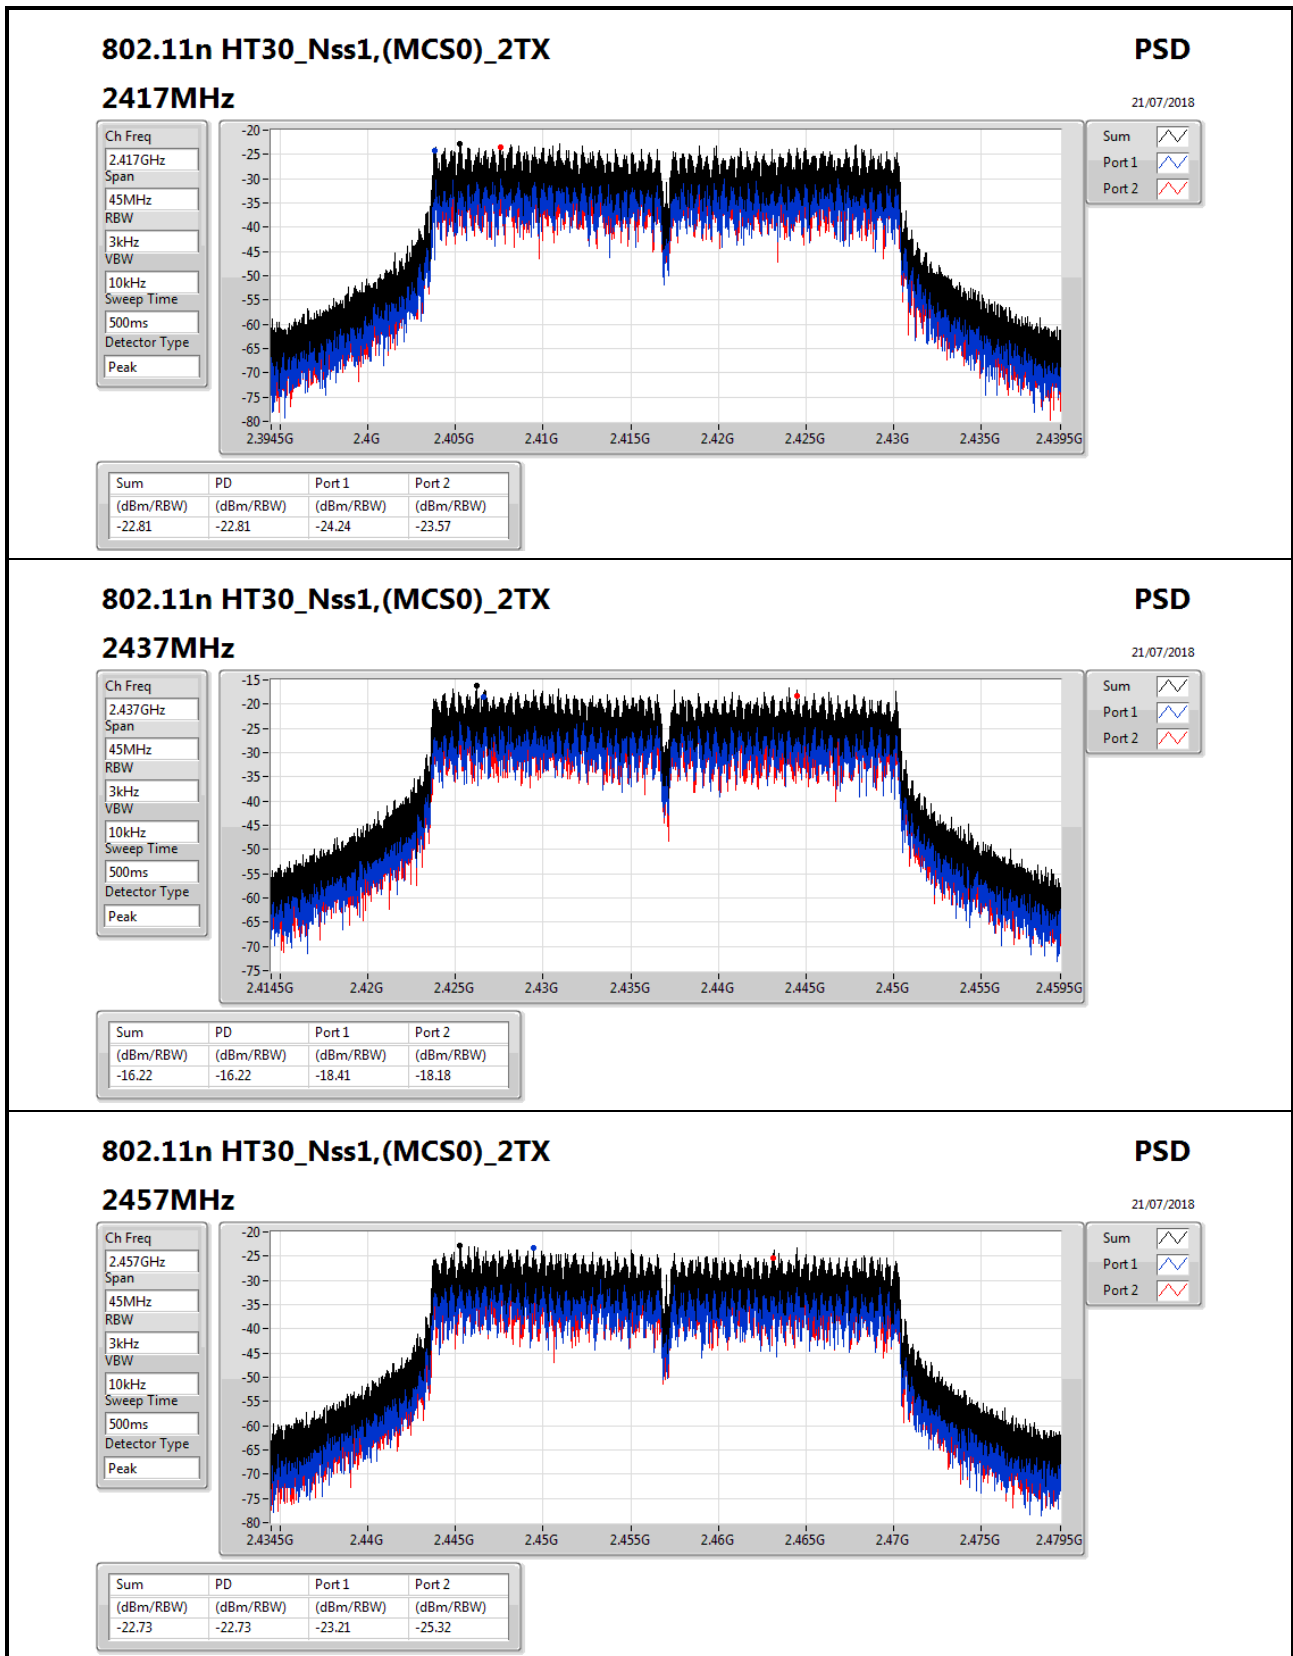 802.11n HT30_Nss1,(MCS0)_2TX PSD
2417MHz 21/07/2018
Ch Freq
2.417GHz
Span
45MHz
RBW
3kHz
VBW
10kHz
Sweep Time
500ms
Detector Type
Peak
-20
-25
-30
-35
-40
-45
-50
-55
-60
-65
-70
-75
-80
2.3945G 2.4G 2.405G 2.41G 2.415G 2.42G 2.425G 2.43G 2.435G 2.4395G
Sum
Port 1
Port 2
Sum PD Port 1 Port 2
(dBm/RBW) (dBm/RBW) (dBm/RBW) (dBm/RBW)
-22.81 -22.81 -24.24 -23.57
802.11n HT30_Nss1,(MCS0)_2TX PSD
2437MHz 21/07/2018
Ch Freq
2.437GHz
Span
45MHz
RBW
3kHz
VBW
10kHz
Sweep Time
500ms
Detector Type
Peak
-15
-20
-25
-30
-35
-40
-45
-50
-55
-60
-65
-70
-75
2.4145G 2.42G 2.425G 2.43G 2.435G 2.44G 2.445G 2.45G 2.455G 2.4595G
Sum
Port 1
Port 2
Sum PD Port 1 Port 2
(dBm/RBW) (dBm/RBW) (dBm/RBW) (dBm/RBW)
-16.22 -16.22 -18.41 -18.18
802.11n HT30_Nss1,(MCS0)_2TX PSD
2457MHz 21/07/2018
Ch Freq
2.457GHz
Span
45MHz
RBW
3kHz
VBW
10kHz
Sweep Time
500ms
Detector Type
Peak
-20
-25
-30
-35
-40
-45
-50
-55
-60
-65
-70
-75
-80
2.4345G 2.44G 2.445G 2.45G 2.455G 2.46G 2.465G 2.47G 2.475G 2.4795G
Sum
Port 1
Port 2
Sum PD Port 1 Port 2
(dBm/RBW) (dBm/RBW) (dBm/RBW) (dBm/RBW)
-22.73 -22.73 -23.21 -25.32